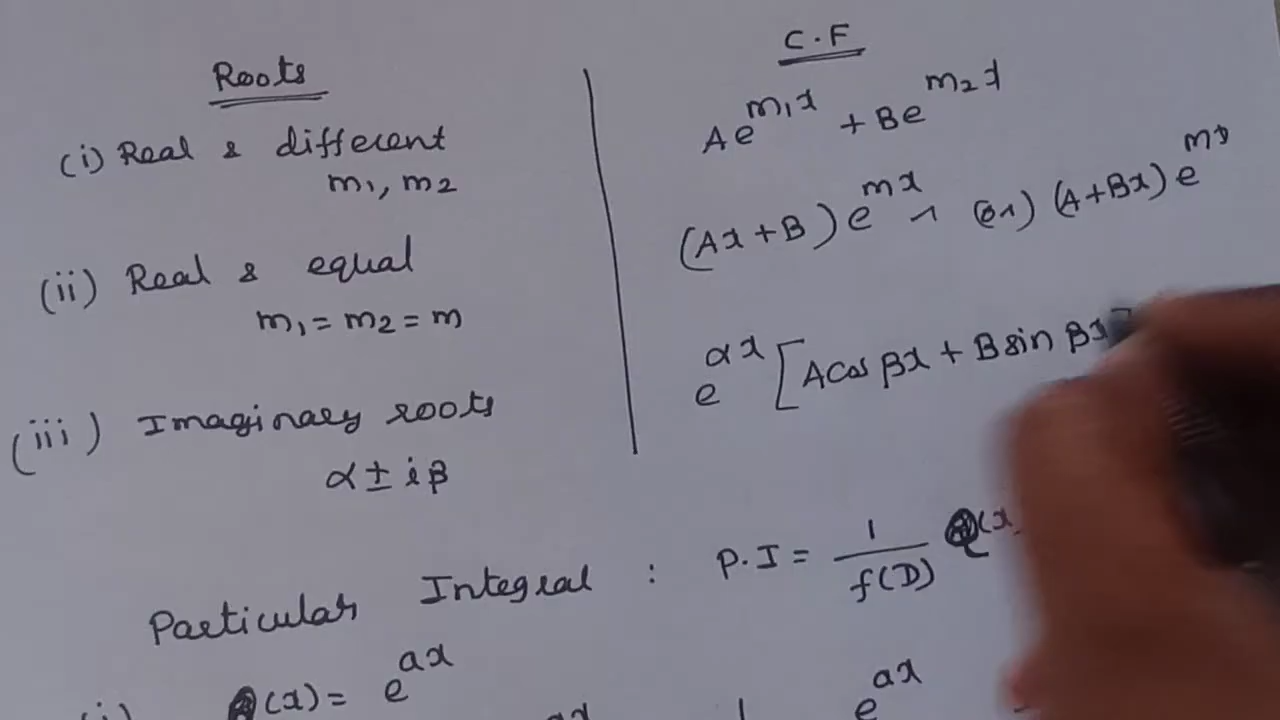 Roots
C.F
(i) Real & different
m₁, m₂
Ae^{m₁x} + Be^{m₂x}
(ii) Real & equal
m₁ = m₂ = m
(Ax + B) e^{mx} (or) (A + Bx) e^{mx}
(iii) Imaginary roots
α ± iβ
e^{αx} [A cos βx + B sin βx]
Particular Integral : P.I = 1/f(D) Q(x
(i) Q(x) = e^{ax}
1 e^{ax}